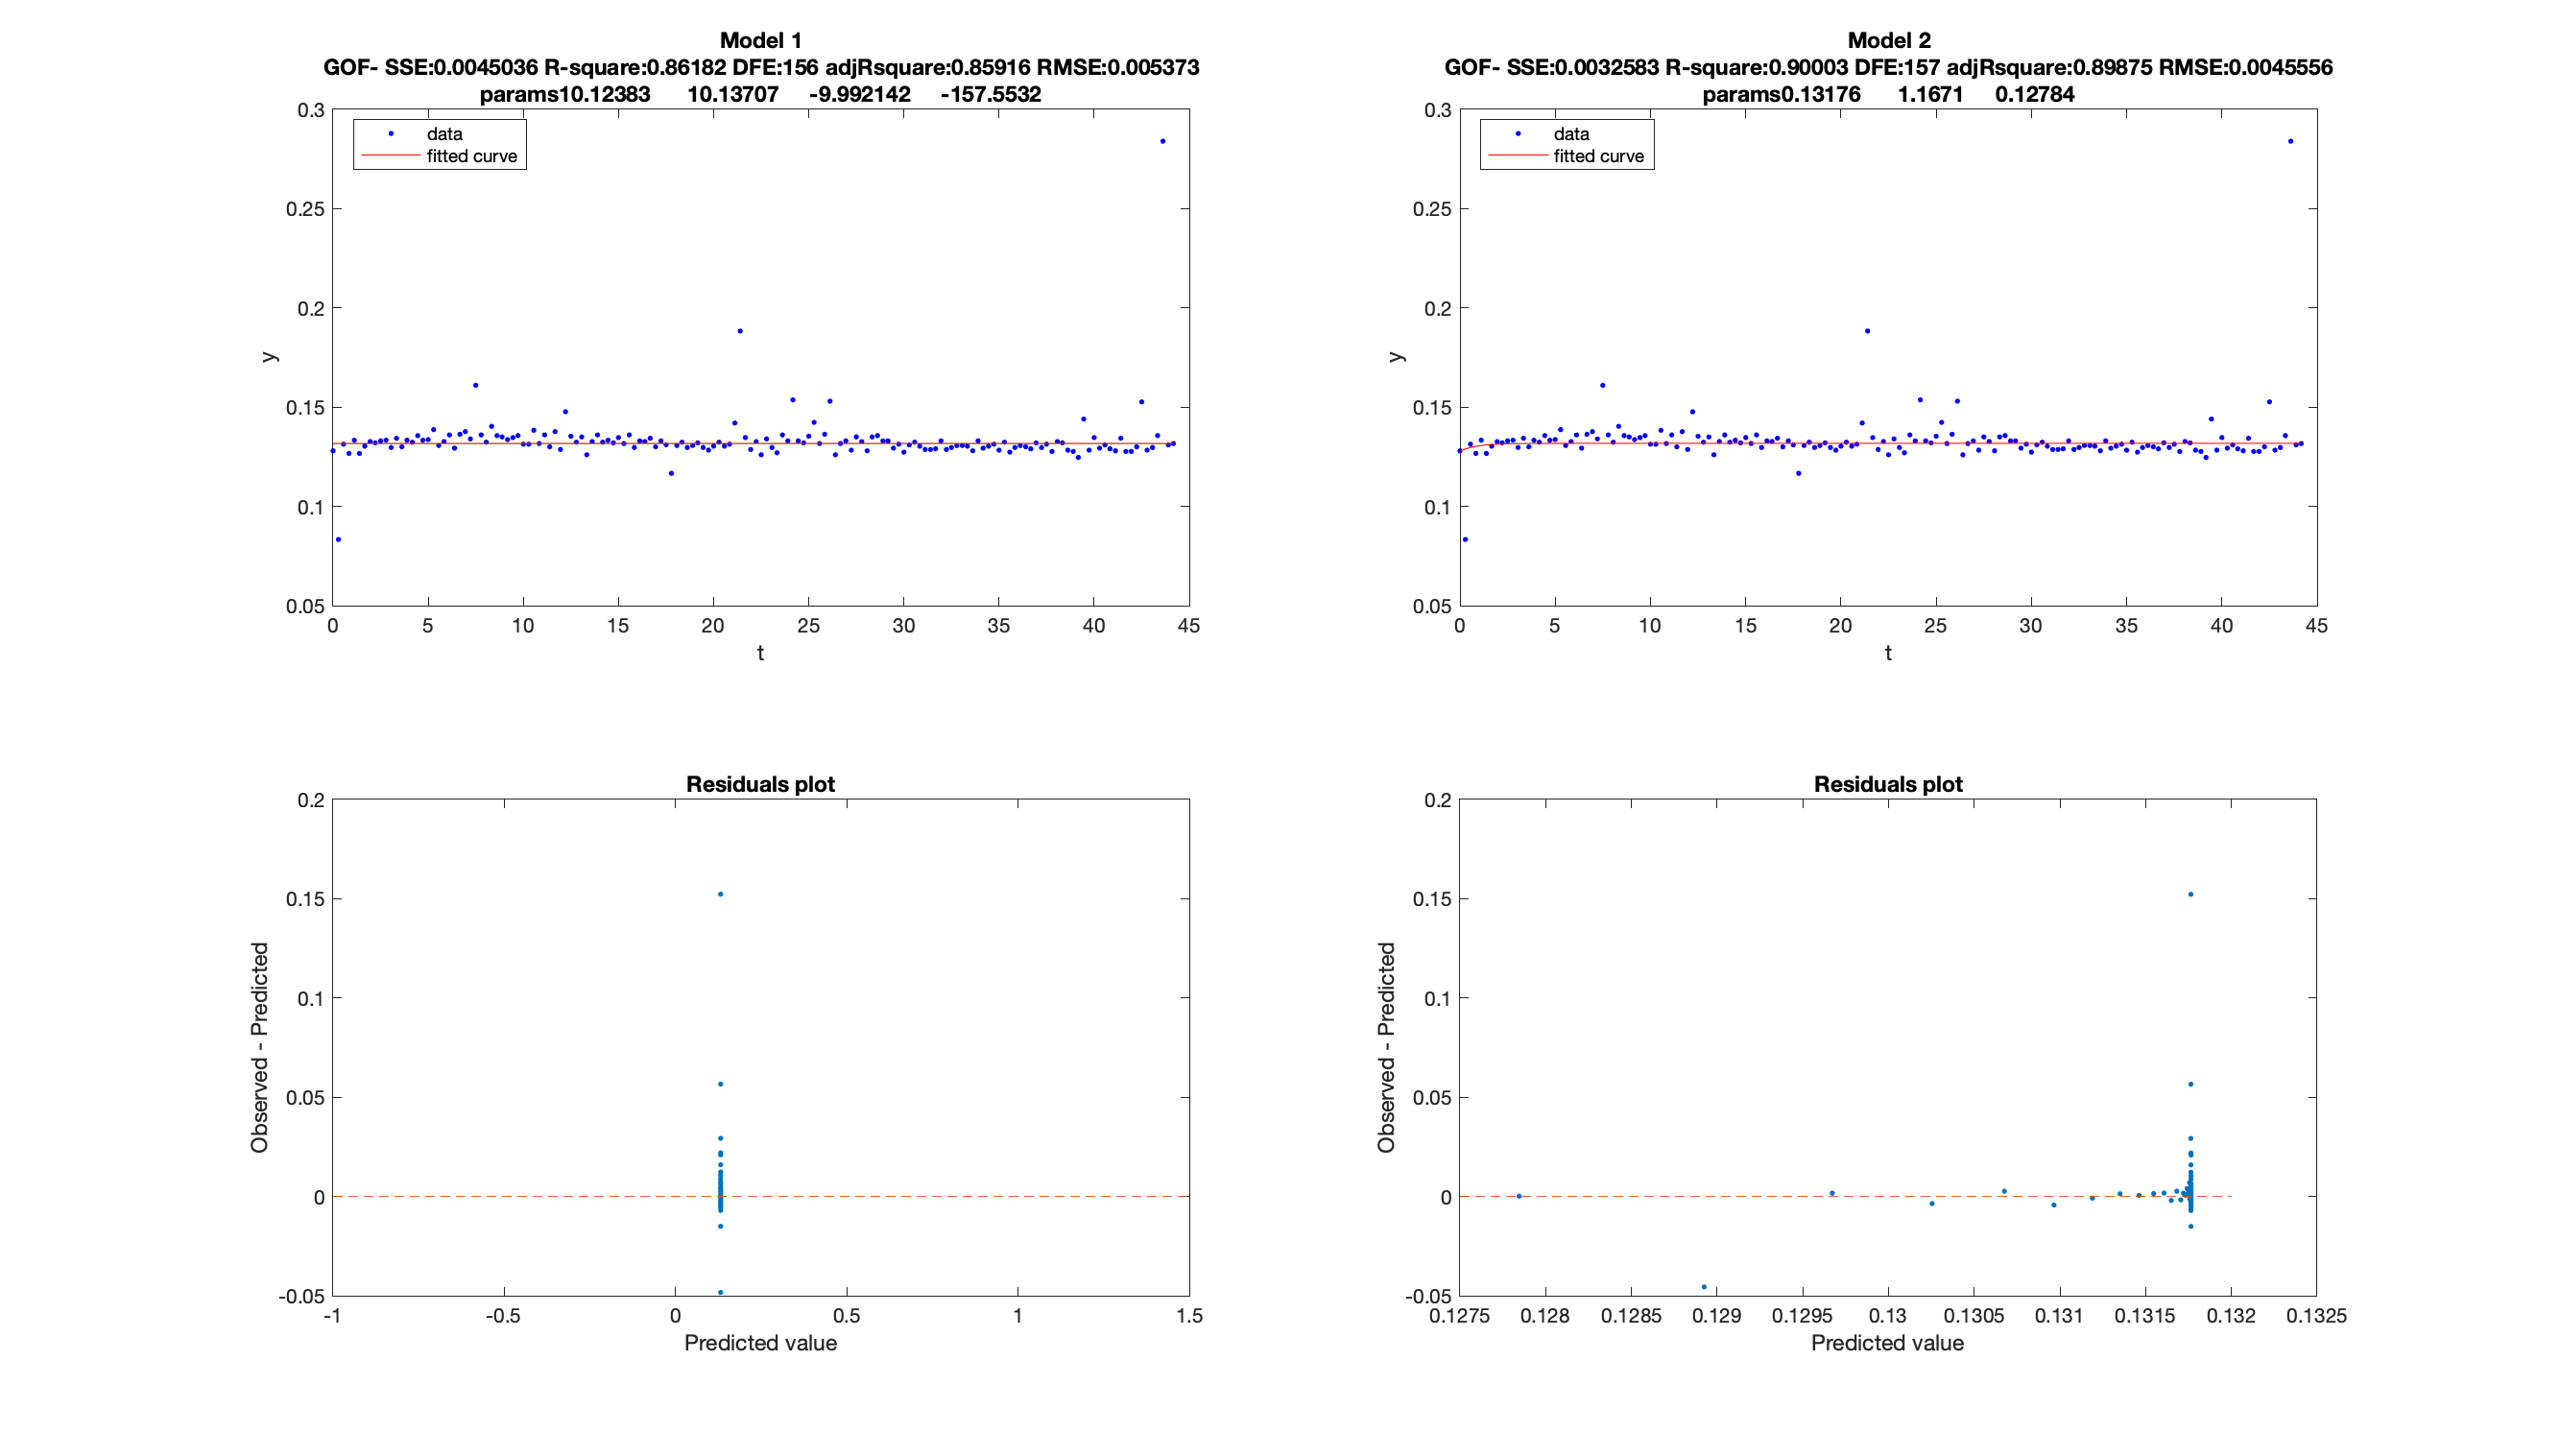 Model 1
GOF- SSE:0.0045036 R-square:0.86182 DFE:156 adjRsquare:0.85916 RMSE:0.005373
params10.12383 10.13707 -9.992142 -157.5532
0.3
0.25
0.2
0.15
0.1
0.05
y
data
fitted curve
0 5 10 15 20 25 30 35 40 45
t
Model 2
GOF- SSE:0.0032583 R-square:0.90003 DFE:157 adjRsquare:0.89875 RMSE:0.0045556
params0.13176 1.1671 0.12784
0.3
0.25
0.2
0.15
0.1
0.05
y
data
fitted curve
0 5 10 15 20 25 30 35 40 45
t
Residuals plot
0.2
0.15
0.1
0.05
0
-0.05
Observed - Predicted
-1 -0.5 0 0.5 1 1.5
Predicted value
Residuals plot
0.2
0.15
0.1
0.05
0
-0.05
Observed - Predicted
0.1275 0.128 0.1285 0.129 0.1295 0.13 0.1305 0.131 0.1315 0.132 0.1325
Predicted value